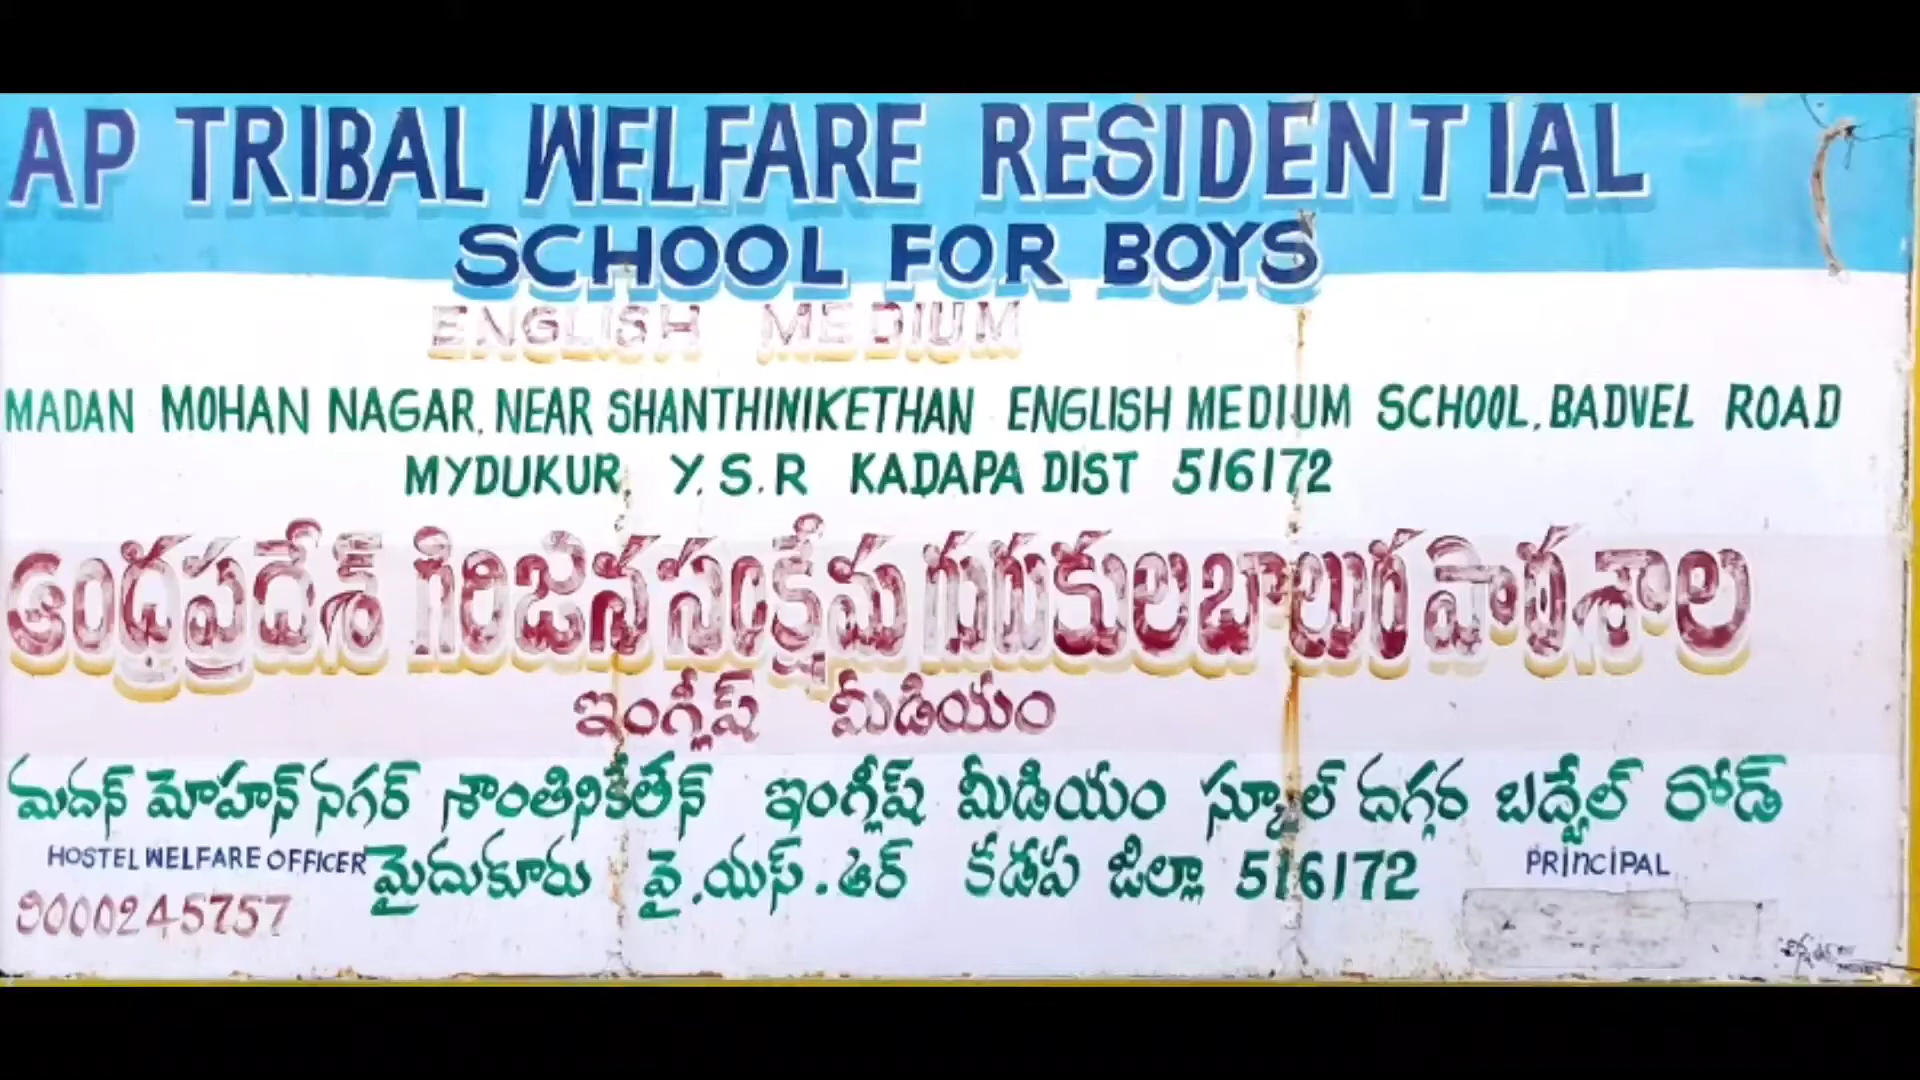 AP TRIBAL WELFARE RESIDENTIAL
SCHOOL FOR BOYS
ENGLISH MEDIUM
MADAN MOHAN NAGAR, NEAR SHANTHINIKETHAN ENGLISH MEDIUM SCHOOL, BADVEL ROAD
MYDUKUR, Y.S.R KADAPA DIST 516172
ఆంధ్రప్రదేశ్ గిరిజన సంక్షేమ గురుకుల బాలుర పాఠశాల
ఇంగ్లీష్ మీడియం
మదన్ మోహన్ నగర్ శాంతినికేతన్ ఇంగ్లీష్ మీడియం స్కూల్ దగ్గర బద్వేల్ రోడ్
మైదుకూరు వై.యస్.ఆర్ కడప జిల్లా 516172
HOSTEL WELFARE OFFICER
9000245757
PRINCIPAL